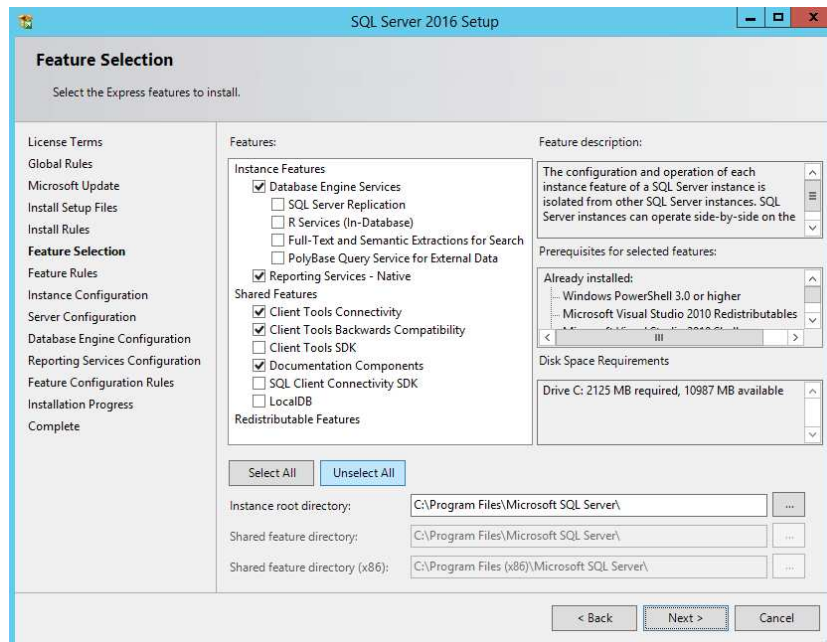 SQL Server 2016 Setup
Feature Selection
Select the Express features to install.
License Terms
Global Rules
Microsoft Update
Install Setup Files
Install Rules
Feature Selection
Feature Rules
Instance Configuration
Server Configuration
Database Engine Configuration
Reporting Services Configuration
Feature Configuration Rules
Installation Progress
Complete
Features:
Instance Features
Database Engine Services
SQL Server Replication
R Services (In-Database)
Full-Text and Semantic Extractions for Search
PolyBase Query Service for External Data
Reporting Services - Native
Shared Features
Client Tools Connectivity
Client Tools Backwards Compatibility
Client Tools SDK
Documentation Components
SQL Client Connectivity SDK
LocalDB
Redistributable Features
Feature description:
The configuration and operation of each
instance feature of a SQL Server instance is
isolated from other SQL Server instances. SQL
Server instances can operate side-by-side on the
Prerequisites for selected features:
Already installed:
Windows PowerShell 3.0 or higher
Microsoft Visual Studio 2010 Redistributables
Disk Space Requirements
Drive C: 2125 MB required, 10987 MB available
Select All
Unselect All
Instance root directory:
C:\Program Files\Microsoft SQL Server\
...
Shared feature directory:
C:\Program Files\Microsoft SQL Server\
...
Shared feature directory (x86):
C:\Program Files (x86)\Microsoft SQL Server\
...
< Back
Next >
Cancel